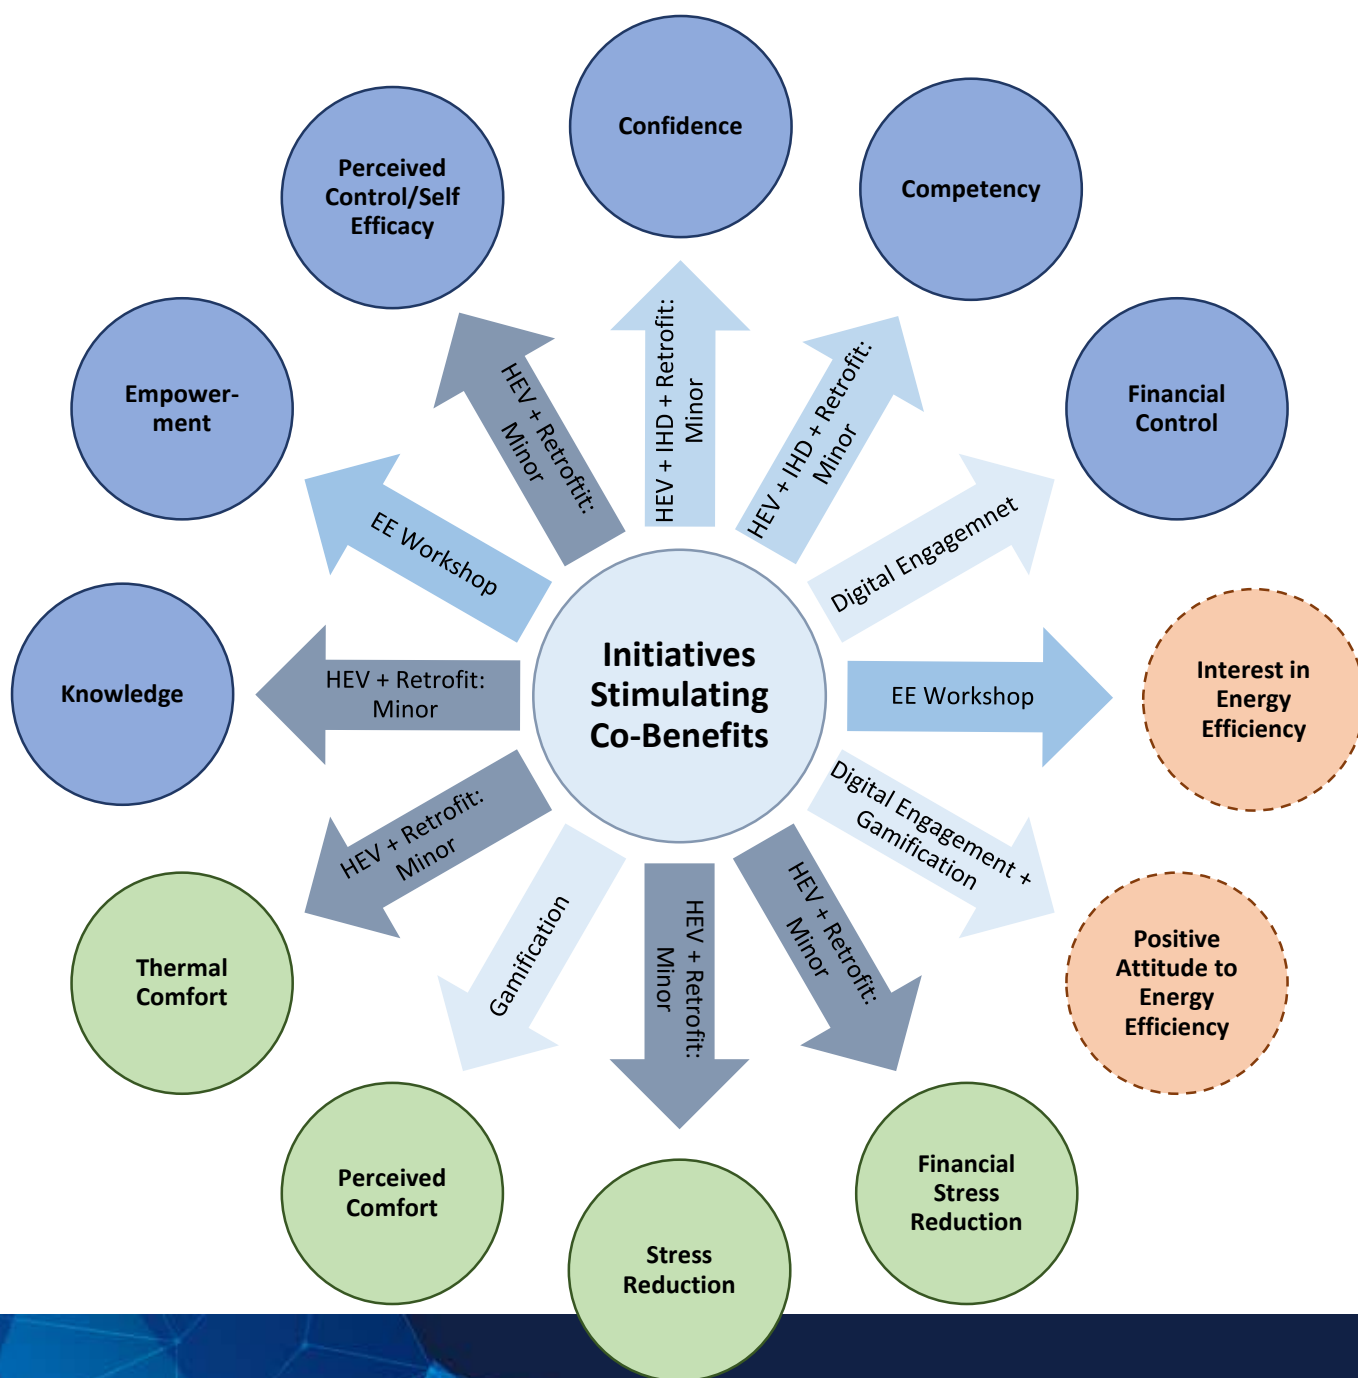 Confidence
Competency
Perceived
Control/Self
Efficacy
HEV + IHD + Retrofit:
Minor
HEV + IHD + Retrofit:
Minor
HEV + Retroftit:
Minor
Financial
Control
Empower-
ment
Digital Engagemnet
EE Workshop
Initiatives
Stimulating
Co-Benefits
Interest in
Energy
Efficiency
EE Workshop
HEV + Retrofit:
Minor
Knowledge
Digital Engagement +
Gamification
HEV + Retrofit:
Minor
HEV + Retrofit:
Minor
HEV + Retrofit:
Minor
Gamification
Positive
Attitude to
Energy
Efficiency
Thermal
Comfort
Financial
Stress
Reduction
Perceived
Comfort
Stress
Reduction